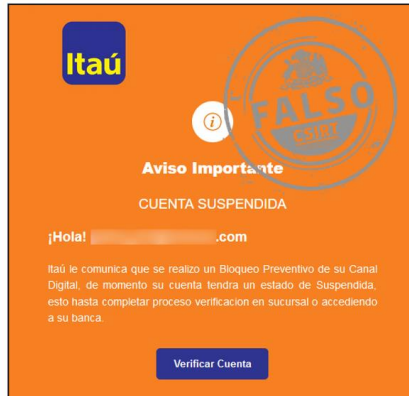 Itaú
FALSO
CSIRT
i
Aviso Importante
CUENTA SUSPENDIDA
¡Hola! .com
Itaú le comunica que se realizo un Bloqueo Preventivo de su Canal
Digital, de momento su cuenta tendra un estado de Suspendida,
esto hasta completar proceso verificacion en sucursal o accediendo
a su banca.
Verificar Cuenta